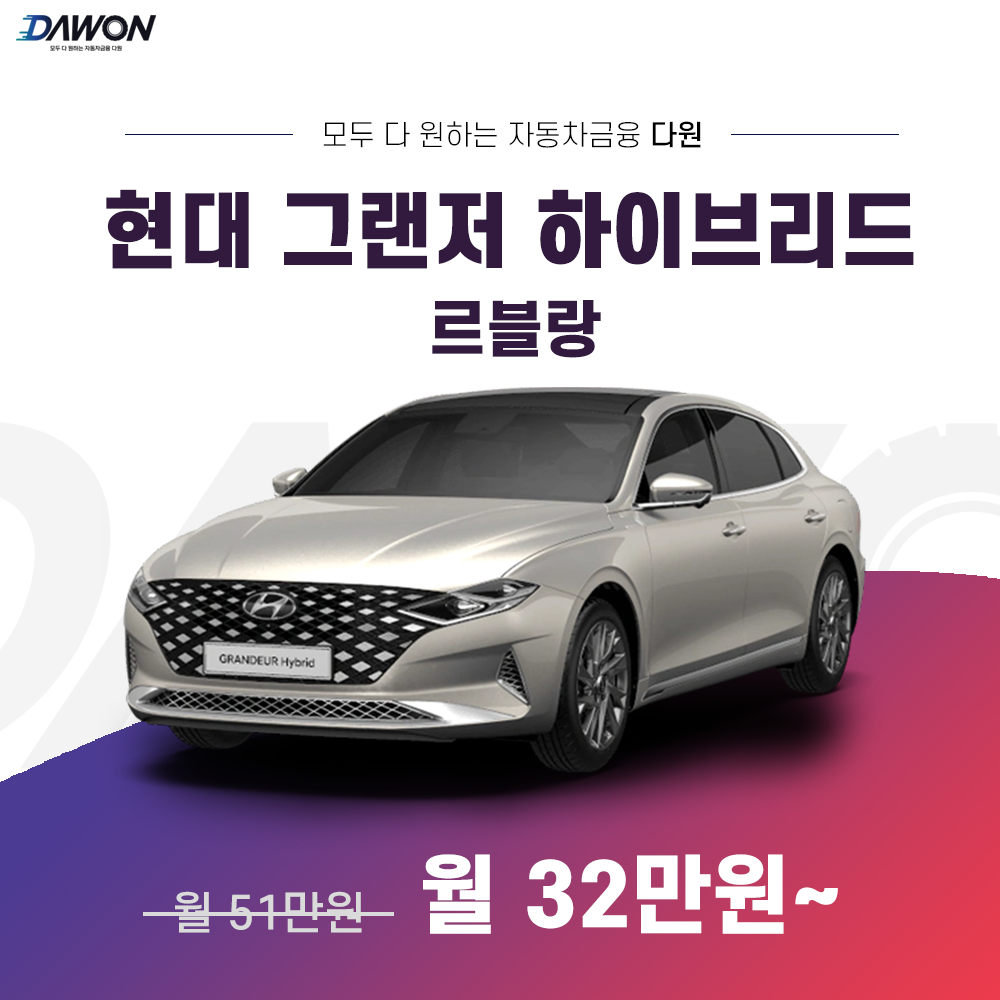 DAWON
모두 다 원하는 자동차금융 다원
모두 다 원하는 자동차금융 다원
현대 그랜저 하이브리드
르블랑
GRANDEUR Hybrid
월 51만원 월 32만원~